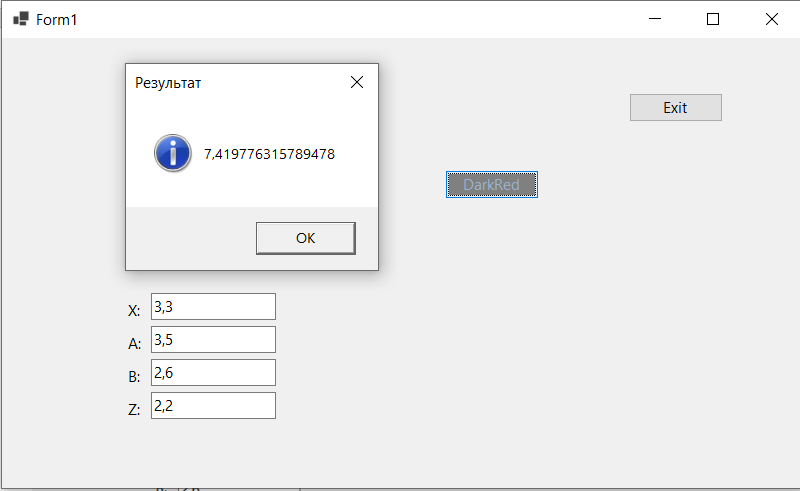 Form1
Результат
7,419776315789478
OK
Exit
DarkRed
X: 3,3
A: 3,5
B: 2,6
Z: 2,2